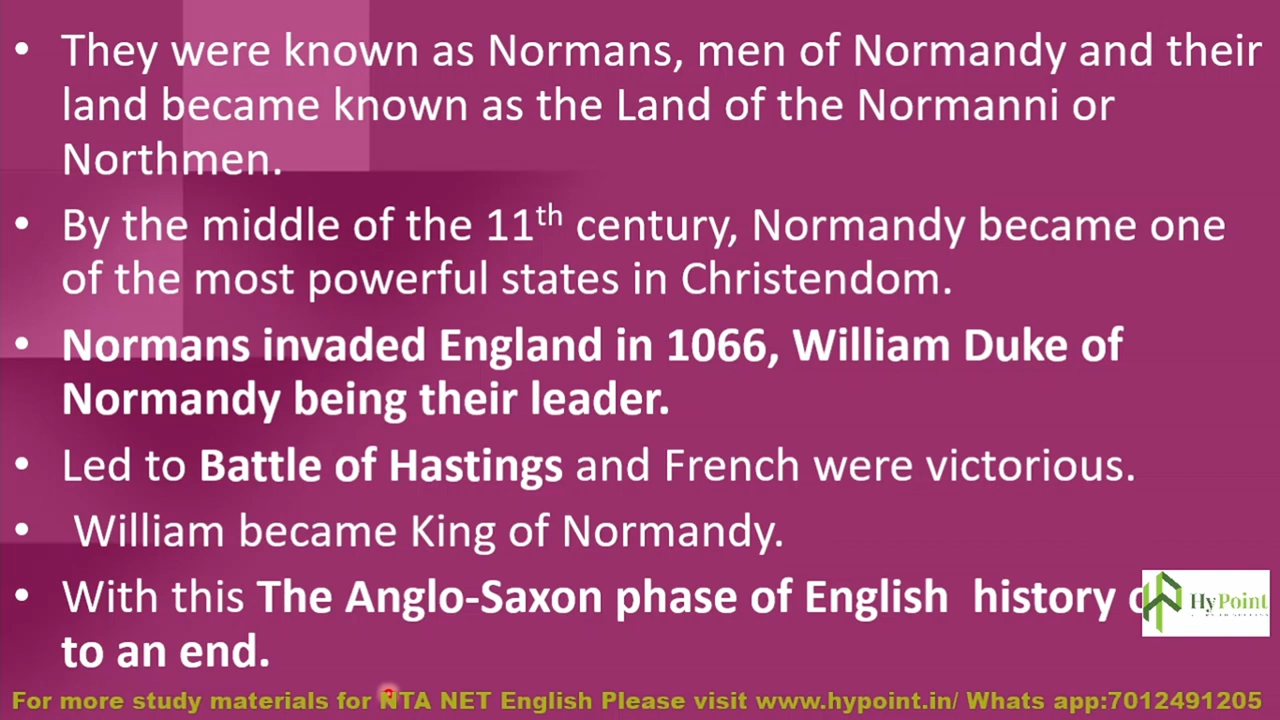 • They were known as Normans, men of Normandy and their
land became known as the Land of the Normanni or
Northmen.
• By the middle of the 11th century, Normandy became one
of the most powerful states in Christendom.
• Normans invaded England in 1066, William Duke of
Normandy being their leader.
• Led to Battle of Hastings and French were victorious.
• William became King of Normandy.
• With this The Anglo-Saxon phase of English history
HyPoint
to an end.
For more study materials for NTA NET English Please visit www.hypoint.in/ Whats app:7012491205